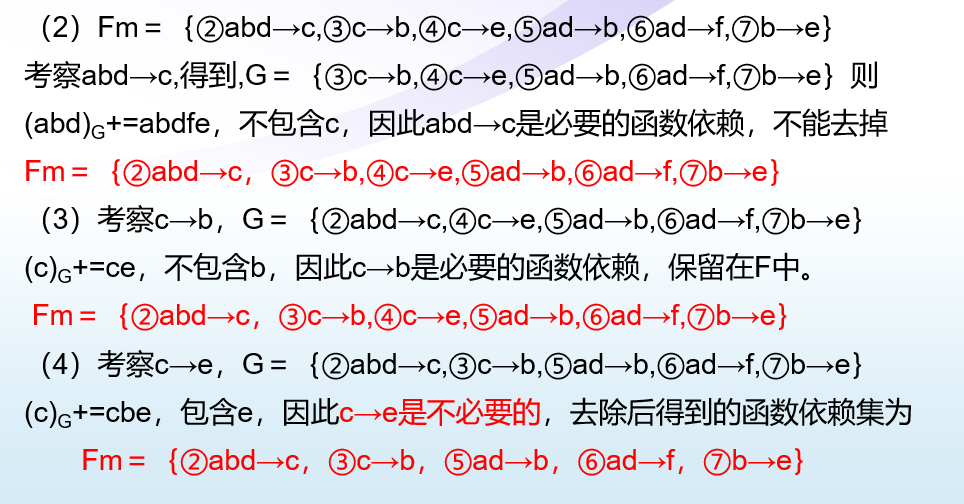 （2）Fm＝｛②abd→c,③c→b,④c→e,⑤ad→b,⑥ad→f,⑦b→e｝
考察abd→c,得到,G＝｛③c→b,④c→e,⑤ad→b,⑥ad→f,⑦b→e｝则
(abd)G+=abdfe，不包含c，因此abd→c是必要的函数依赖，不能去掉
Fm＝｛②abd→c，③c→b,④c→e,⑤ad→b,⑥ad→f,⑦b→e｝
（3）考察c→b，G＝｛②abd→c,④c→e,⑤ad→b,⑥ad→f,⑦b→e｝
(c)G+=ce，不包含b，因此c→b是必要的函数依赖，保留在F中。
Fm＝｛②abd→c，③c→b,④c→e,⑤ad→b,⑥ad→f,⑦b→e｝
（4）考察c→e，G＝｛②abd→c,③c→b,⑤ad→b,⑥ad→f,⑦b→e｝
(c)G+=cbe，包含e，因此c→e是不必要的，去除后得到的函数依赖集为
Fm＝｛②abd→c，③c→b，⑤ad→b，⑥ad→f，⑦b→e｝